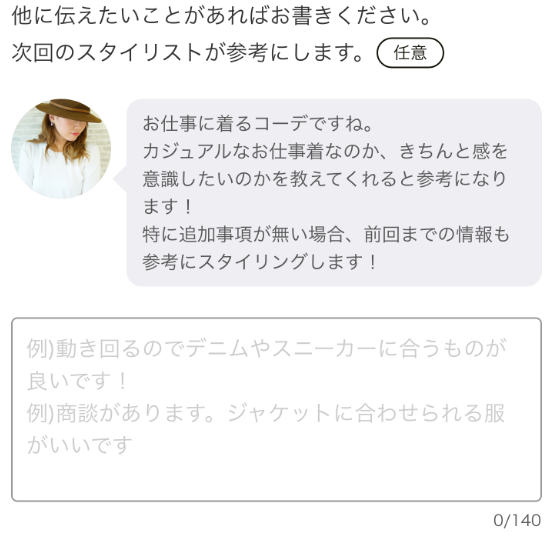 他に伝えたいことがあればお書きください。
次回のスタイリストが参考にします。 任意
お仕事に着るコーデですね。
カジュアルなお仕事着なのか、きちんと感を
意識したいのかを教えてくれると参考になり
ます！
特に追加事項が無い場合、前回までの情報も
参考にスタイリングします！
例)動き回るのでデニムやスニーカーに合うものが
良いです！
例)商談があります。ジャケットに合わせられる服
がいいです
0/140